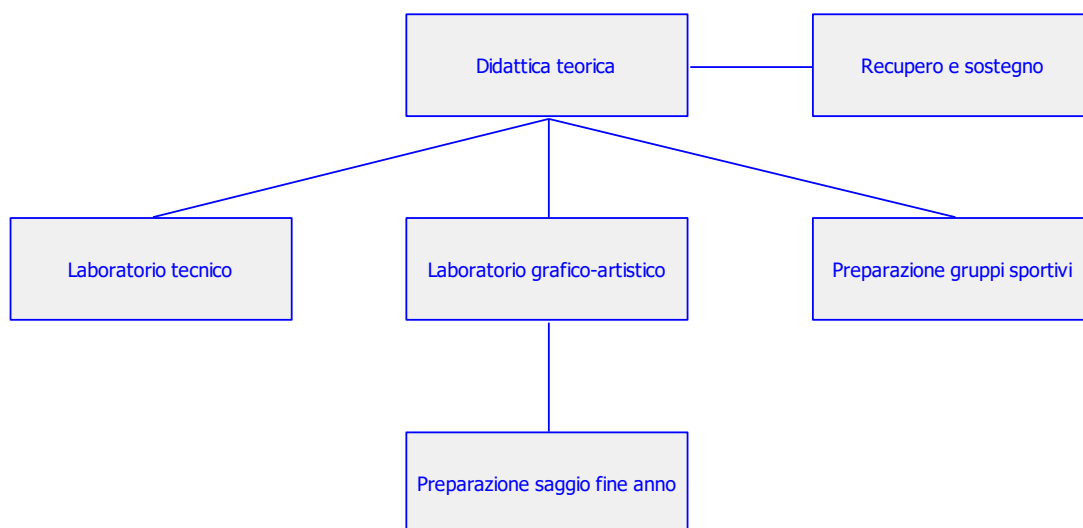 Didattica teorica
Recupero e sostegno
Laboratorio tecnico
Laboratorio grafico-artistico
Preparazione gruppi sportivi
Preparazione saggio fine anno